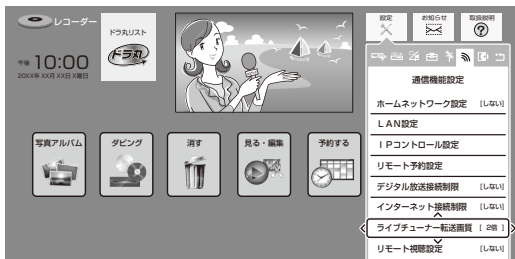 レコーダー
午後 10:00
20XX年 XX月 XX日 X曜日
ドラ丸リスト
ドラ丸
設定
お知らせ
取扱説明
通信機能設定
ホームネットワーク設定 [しない]
LAN設定
IPコントロール設定
リモート予約設定
デジタル放送接続制限 [しない]
インターネット接続制限 [しない]
ライブチューナー転送画質 [ 2倍 ]
リモート視聴設定 [しない]
写真アルバム
ダビング
消す
見る・編集
予約する